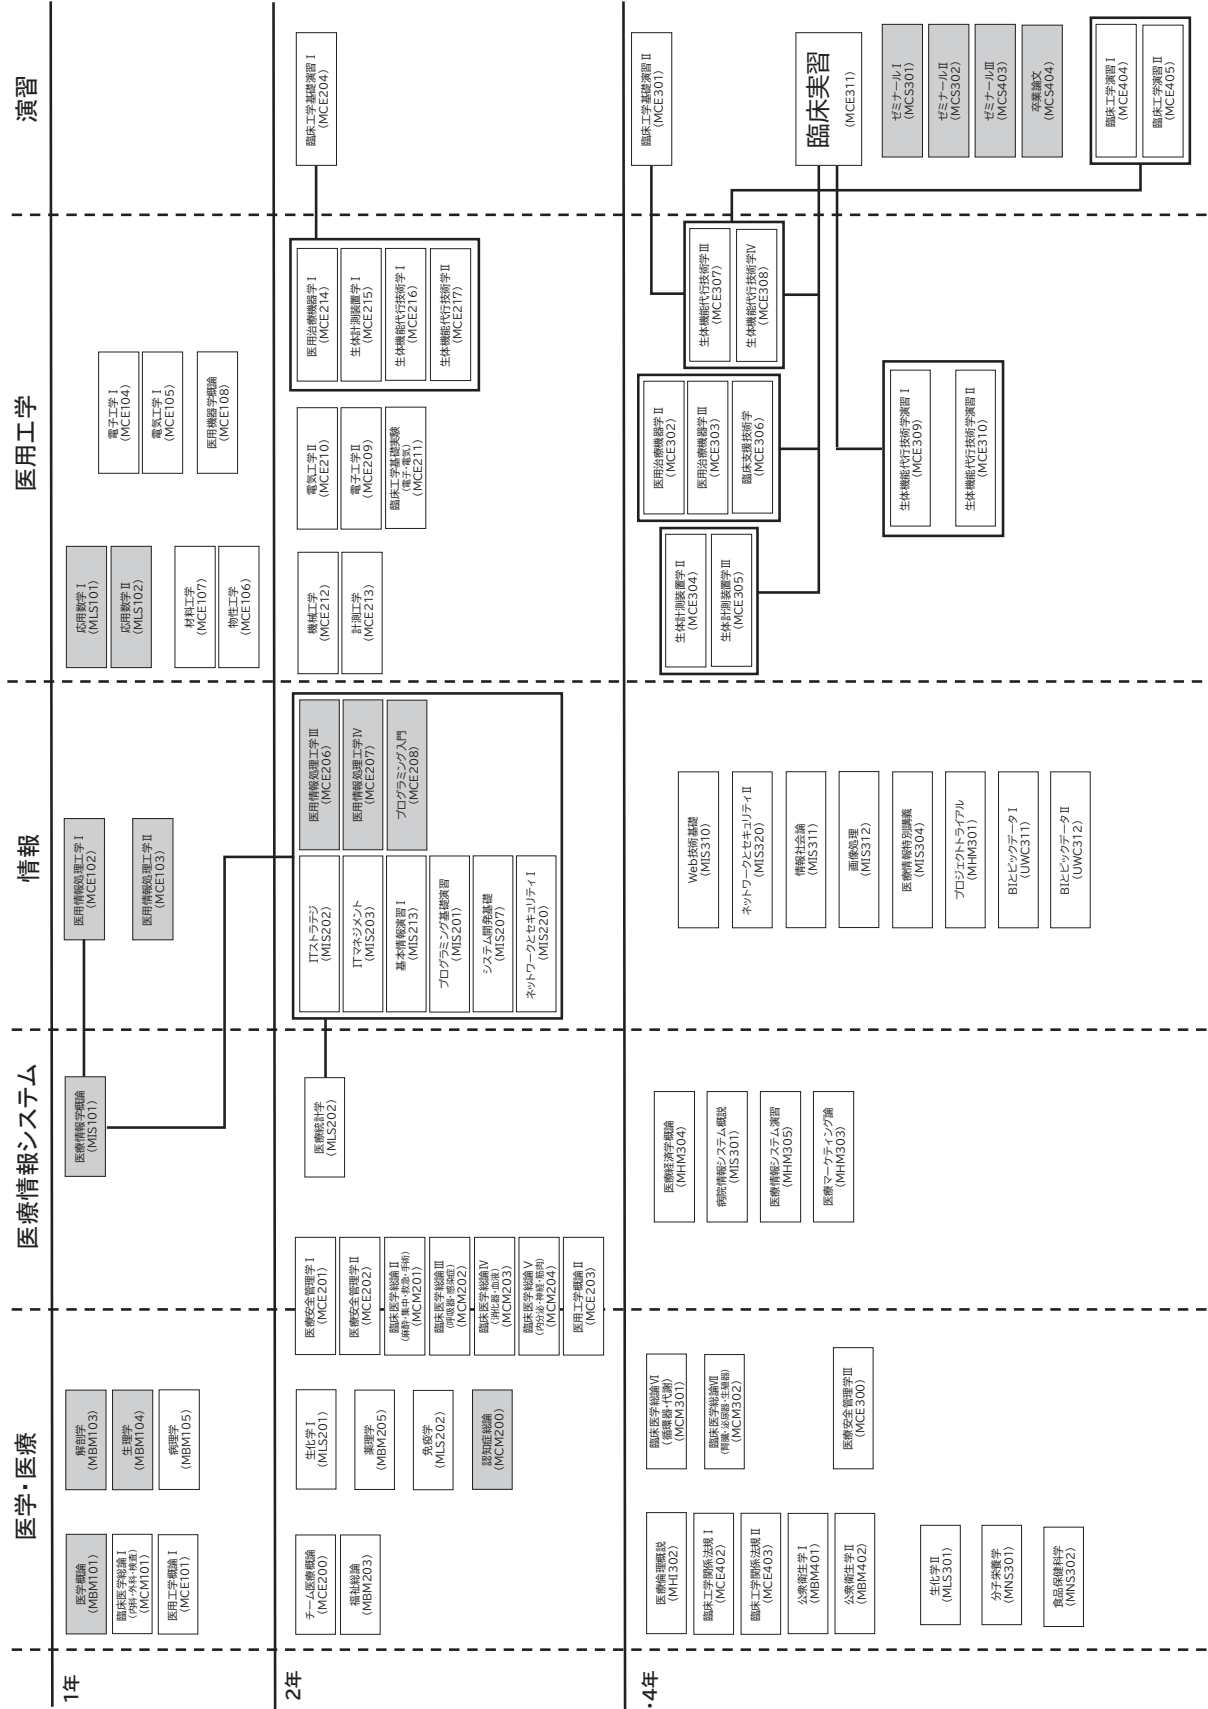 医学・医療
医療情報システム
情報
医用工学
演習
1年
医学概論
(MBM101)
臨床医学総論Ⅰ
(内科・外科・検査)
(MCM101)
医用工学概論Ⅰ
(MCE101)
解剖学
(MBM103)
生理学
(MBM104)
病理学
(MBM105)
医療情報学概論
(MIS101)
医用情報処理工学Ⅰ
(MCE102)
医用情報処理工学Ⅱ
(MCE103)
応用数学Ⅰ
(MLS101)
応用数学Ⅱ
(MLS102)
材料工学
(MCE107)
物性工学
(MCE106)
電子工学Ⅰ
(MCE104)
電気工学Ⅰ
(MCE105)
医用機器学概論
(MCE108)
2年
チーム医療概論
(MCE200)
福祉総論
(MBM203)
生化学Ⅰ
(MLS201)
薬理学
(MBM205)
免疫学
(MLS202)
認知症総論
(MCM200)
医療安全管理学Ⅰ
(MCE201)
医療安全管理学Ⅱ
(MCE202)
臨床医学総論Ⅱ
(麻酔・集中・救急・手術)
(MCM201)
臨床医学総論Ⅲ
(呼吸器・感染症)
(MCM202)
臨床医学総論Ⅳ
(消化器・血液)
(MCM203)
臨床医学総論Ⅴ
(内分泌・神経・筋肉)
(MCM204)
医用工学概論Ⅱ
(MCE203)
医療統計学
(MLS202)
ITストラテジ
(MIS202)
ITマネジメント
(MIS203)
基本情報演習Ⅰ
(MIS213)
プログラミング基礎演習
(MIS201)
システム開発基礎
(MIS207)
ネットワークとセキュリティⅠ
(MIS220)
医用情報処理工学Ⅲ
(MCE206)
医用情報処理工学Ⅳ
(MCE207)
プログラミング入門
(MCE208)
機械工学
(MCE212)
計測工学
(MCE213)
電気工学Ⅱ
(MCE210)
電子工学Ⅱ
(MCE209)
臨床工学基礎実験
(電子・電気)
(MCE211)
医用治療機器学Ⅰ
(MCE214)
生体計測装置学Ⅰ
(MCE215)
生体機能代行技術学Ⅰ
(MCE216)
生体機能代行技術学Ⅱ
(MCE217)
臨床工学基礎演習Ⅰ
(MCE204)
・4年
医療倫理概説
(MHI302)
臨床工学関係法規Ⅰ
(MCE402)
臨床工学関係法規Ⅱ
(MCE403)
公衆衛生学Ⅰ
(MBM401)
公衆衛生学Ⅱ
(MBM402)
生化学Ⅱ
(MLS301)
分子栄養学
(MNS301)
食品保健科学
(MNS302)
臨床医学総論Ⅵ
(循環器・代謝)
(MCM301)
臨床医学総論Ⅶ
(腎臓・泌尿器・生殖器)
(MCM302)
医療安全管理学Ⅲ
(MCE300)
医療経済学概論
(MHM304)
病院情報システム概説
(MIS301)
医療情報システム演習
(MHM305)
医療マーケティング論
(MHM303)
Web技術基礎
(MIS310)
ネットワークとセキュリティⅡ
(MIS320)
情報社会論
(MIS311)
画像処理
(MIS312)
医療情報特別講義
(MIS304)
プロジェクトトライアル
(MHM301)
BIとビックデータⅠ
(UWC311)
BIとビックデータⅡ
(UWC312)
生体計測装置学Ⅱ
(MCE304)
生体計測装置学Ⅲ
(MCE305)
医用治療機器学Ⅱ
(MCE302)
医用治療機器学Ⅲ
(MCE303)
臨床支援技術学
(MCE306)
生体機能代行技術学Ⅲ
(MCE307)
生体機能代行技術学Ⅳ
(MCE308)
生体機能代行技術学演習Ⅰ
(MCE309)
生体機能代行技術学演習Ⅱ
(MCE310)
臨床工学基礎演習Ⅱ
(MCE301)
臨床実習
(MCE311)
ゼミナールⅠ
(MCS301)
ゼミナールⅡ
(MCS302)
ゼミナールⅢ
(MCS403)
卒業論文
(MCS404)
臨床工学演習Ⅰ
(MCE404)
臨床工学演習Ⅱ
(MCE405)